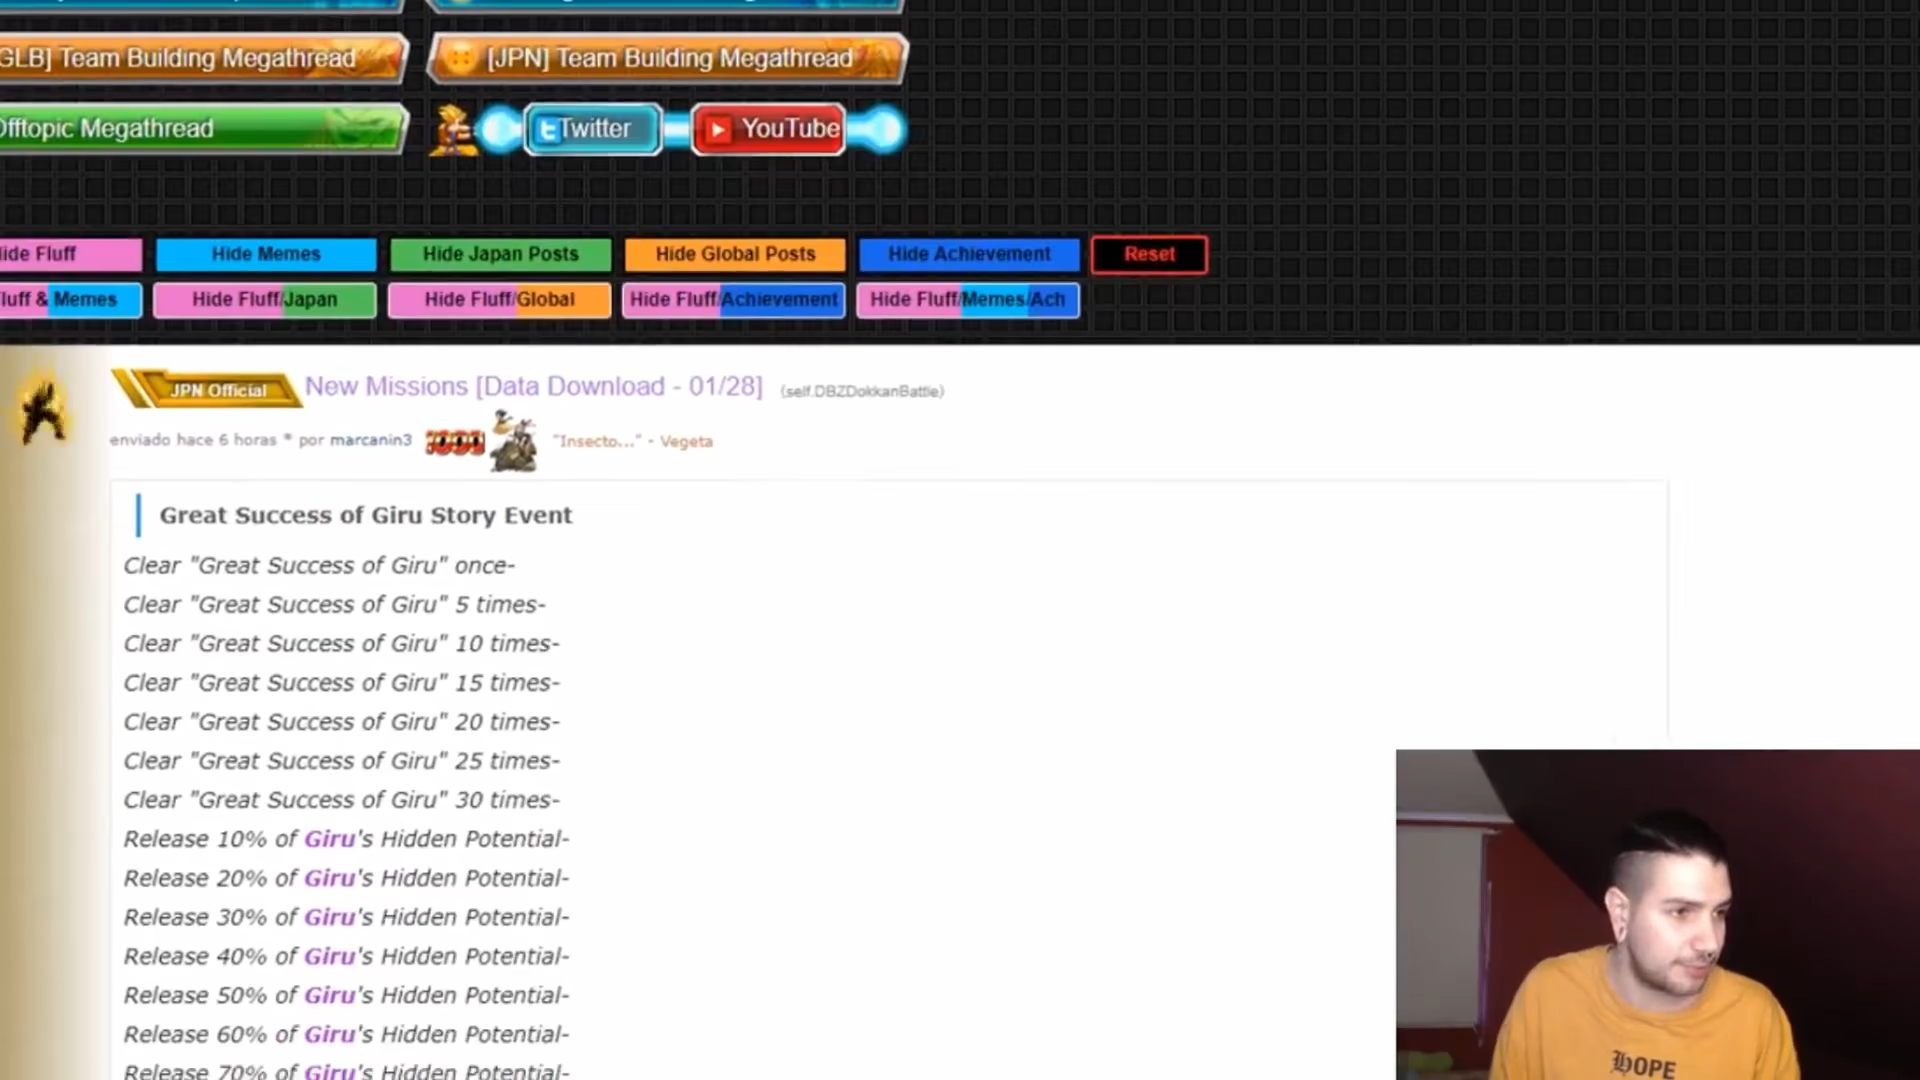 GLB] Team Building Megathread
[JPN] Team Building Megathread
Offtopic Megathread
Twitter
YouTube
Hide Fluff
Hide Memes
Hide Japan Posts
Hide Global Posts
Hide Achievement
Reset
luff & Memes
Hide Fluff/Japan
Hide Fluff/Global
Hide Fluff/Achievement
Hide Fluff/Memes/Ach
JPN Official
New Missions [Data Download - 01/28] (self.DBZDokkanBattle)
enviado hace 6 horas * por marcanin3 "Insecto..." - Vegeta
Great Success of Giru Story Event
Clear "Great Success of Giru" once-
Clear "Great Success of Giru" 5 times-
Clear "Great Success of Giru" 10 times-
Clear "Great Success of Giru" 15 times-
Clear "Great Success of Giru" 20 times-
Clear "Great Success of Giru" 25 times-
Clear "Great Success of Giru" 30 times-
Release 10% of Giru's Hidden Potential-
Release 20% of Giru's Hidden Potential-
Release 30% of Giru's Hidden Potential-
Release 40% of Giru's Hidden Potential-
Release 50% of Giru's Hidden Potential-
Release 60% of Giru's Hidden Potential-
Release 70% of Giru's Hidden Potential-
HOPE